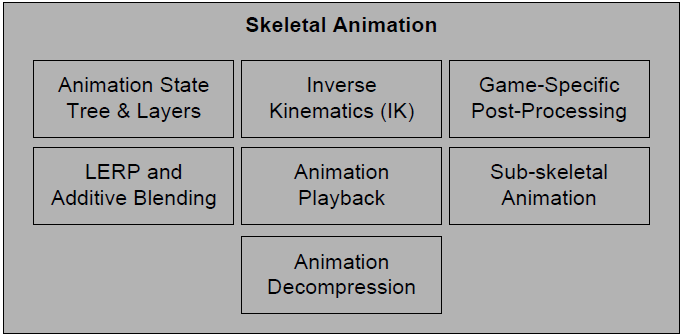 Skeletal Animation
Animation State
Tree & Layers
Inverse
Kinematics (IK)
Game-Specific
Post-Processing
LERP and
Additive Blending
Animation
Playback
Sub-skeletal
Animation
Animation
Decompression